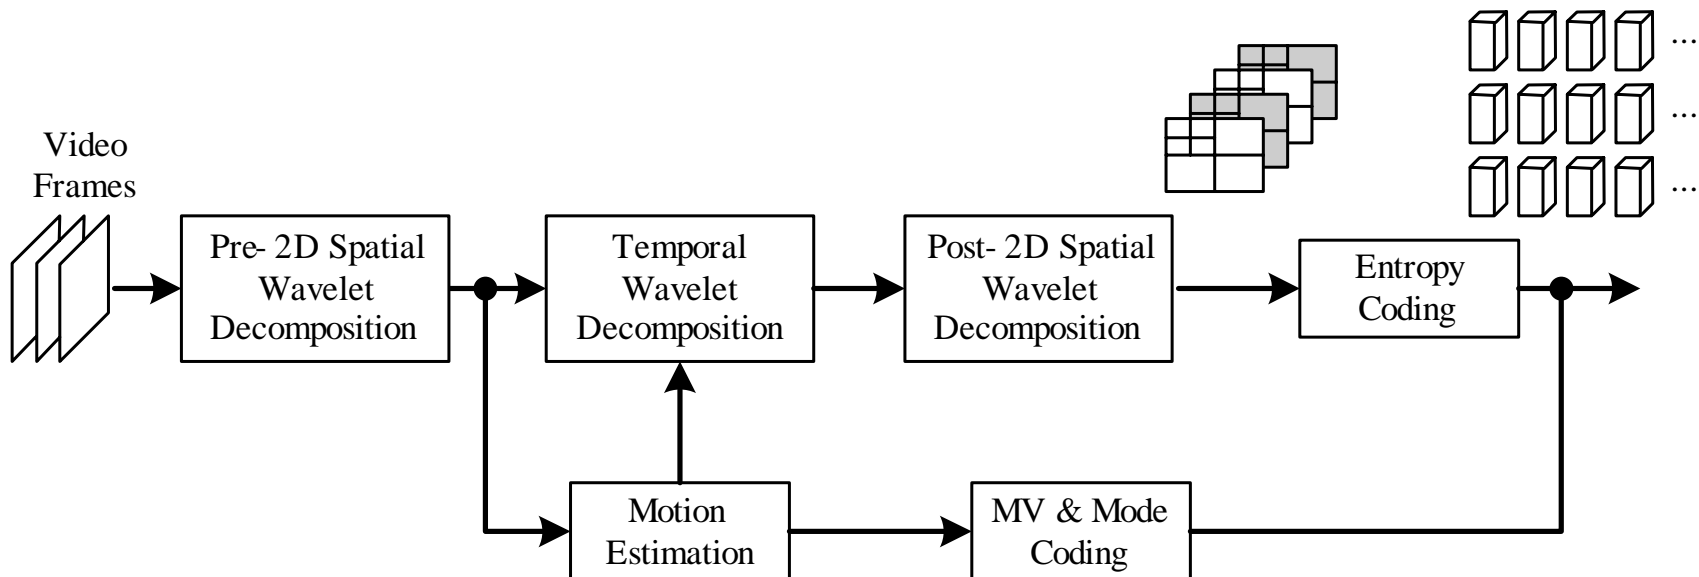 Video
Frames
Pre- 2D Spatial
Wavelet
Decomposition
Temporal
Wavelet
Decomposition
Post- 2D Spatial
Wavelet
Decomposition
Entropy
Coding
...
...
...
Motion
Estimation
MV & Mode
Coding